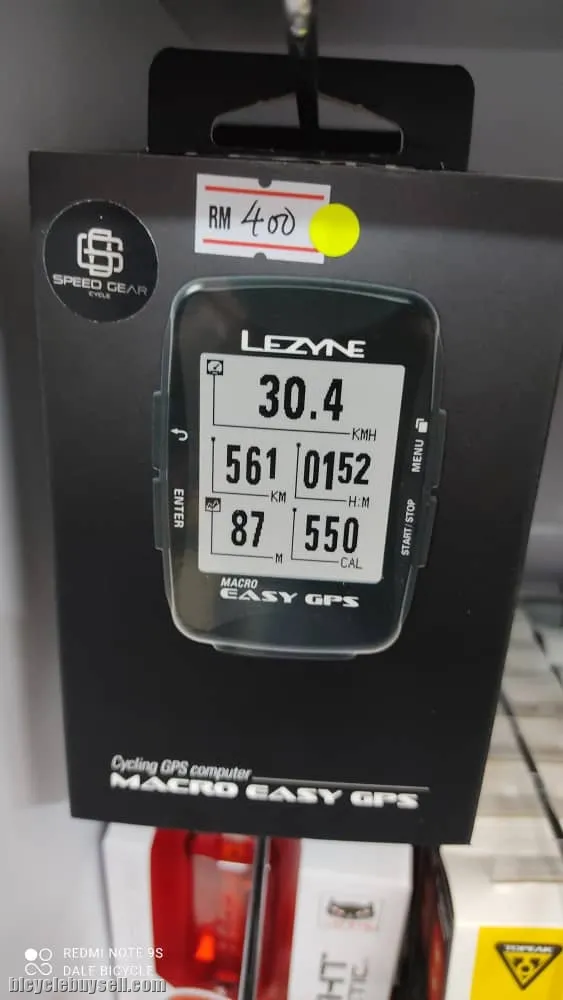 RM 400
SPEED GEAR
CYCLE
LEZYNE
30.4
KMH
561
KM
0152
H:M
87
M
550
CAL
ENTER
MENU
START/STOP
MACRO
EASY GPS
Cycling GPS computer
MACRO EASY GPS
TOPEAK
REDMI NOTE 9S
DALE BICYCLE
bicyclebuysell.com